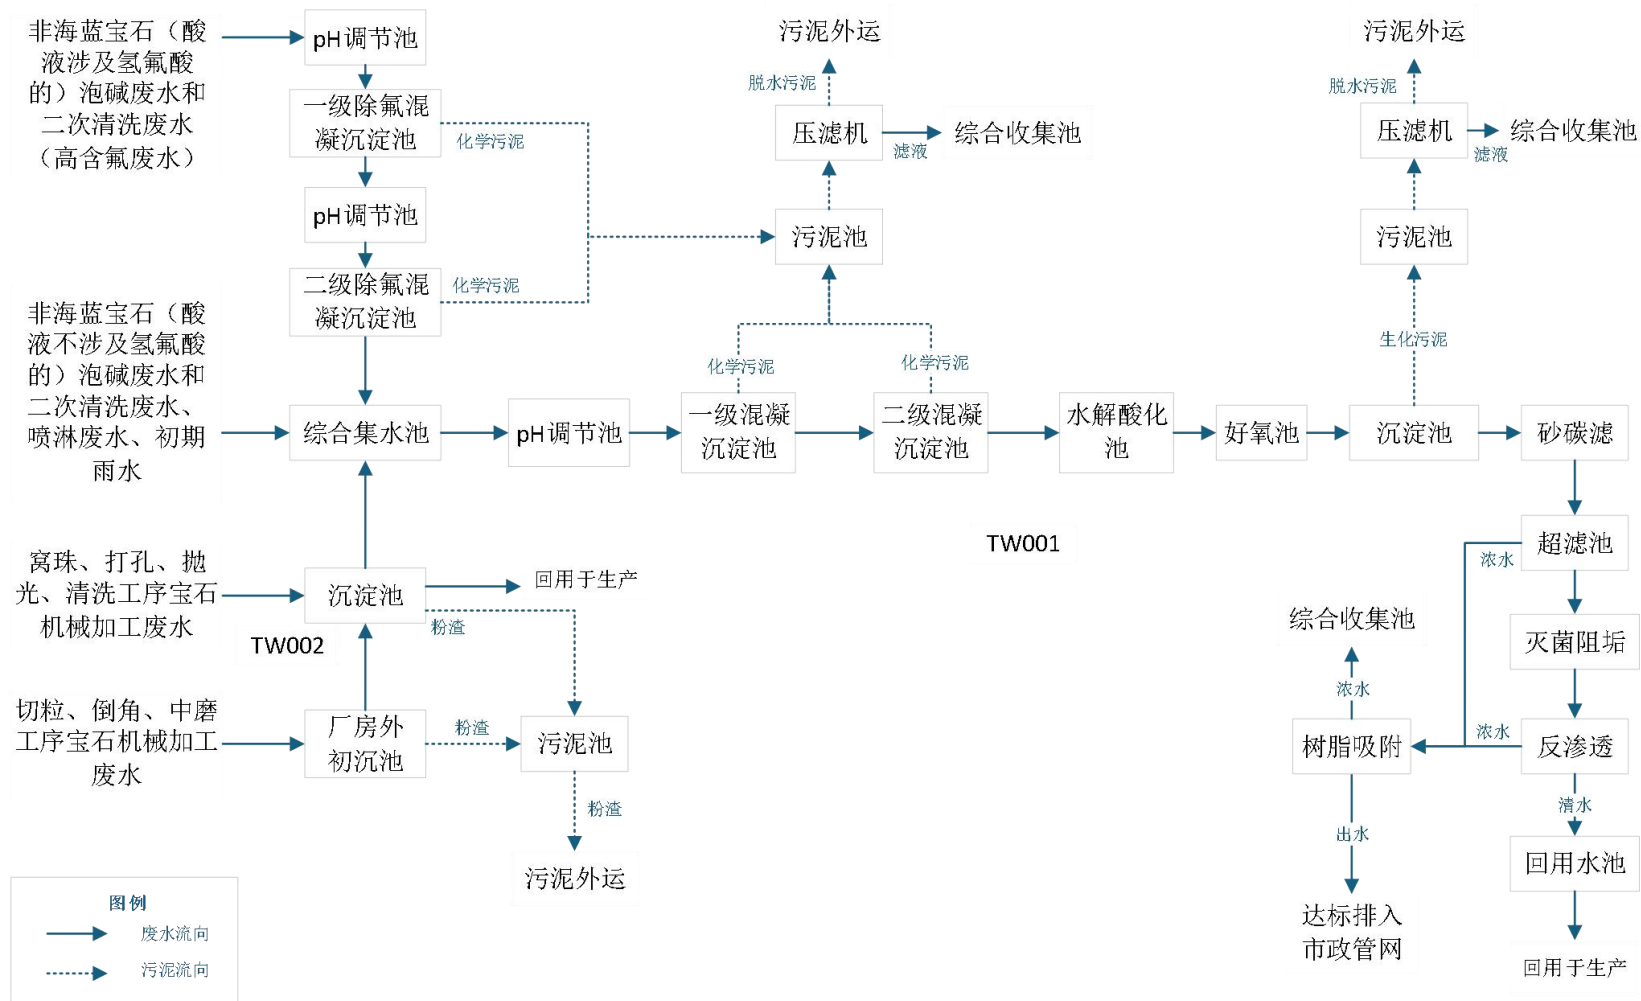 非海蓝宝石（酸
液涉及氢氟酸
的）泡碱废水和
二次清洗废水
（高含氟废水）
pH调节池
一级除氟混
凝沉淀池
化学污泥
pH调节池
二级除氟混
凝沉淀池
化学污泥
污泥外运
脱水污泥
压滤机
滤液
综合收集池
污泥池
污泥外运
脱水污泥
压滤机
滤液
综合收集池
污泥池
生化污泥
非海蓝宝石（酸
液不涉及氢氟酸
的）泡碱废水和
二次清洗废水、
喷淋废水、初期
雨水
综合集水池
pH调节池
化学污泥
一级混凝
沉淀池
化学污泥
二级混凝
沉淀池
水解酸化
池
好氧池
沉淀池
砂碳滤
TW001
超滤池
浓水
灭菌阻垢
综合收集池
浓水
树脂吸附
浓水
反渗透
清水
出水
回用水池
达标排入
市政管网
回用于生产
窝珠、打孔、抛
光、清洗工序宝石
机械加工废水
沉淀池
回用于生产
粉渣
TW002
切粒、倒角、中磨
工序宝石机械加工
废水
厂房外
初沉池
粉渣
污泥池
粉渣
污泥外运
图例
废水流向
污泥流向